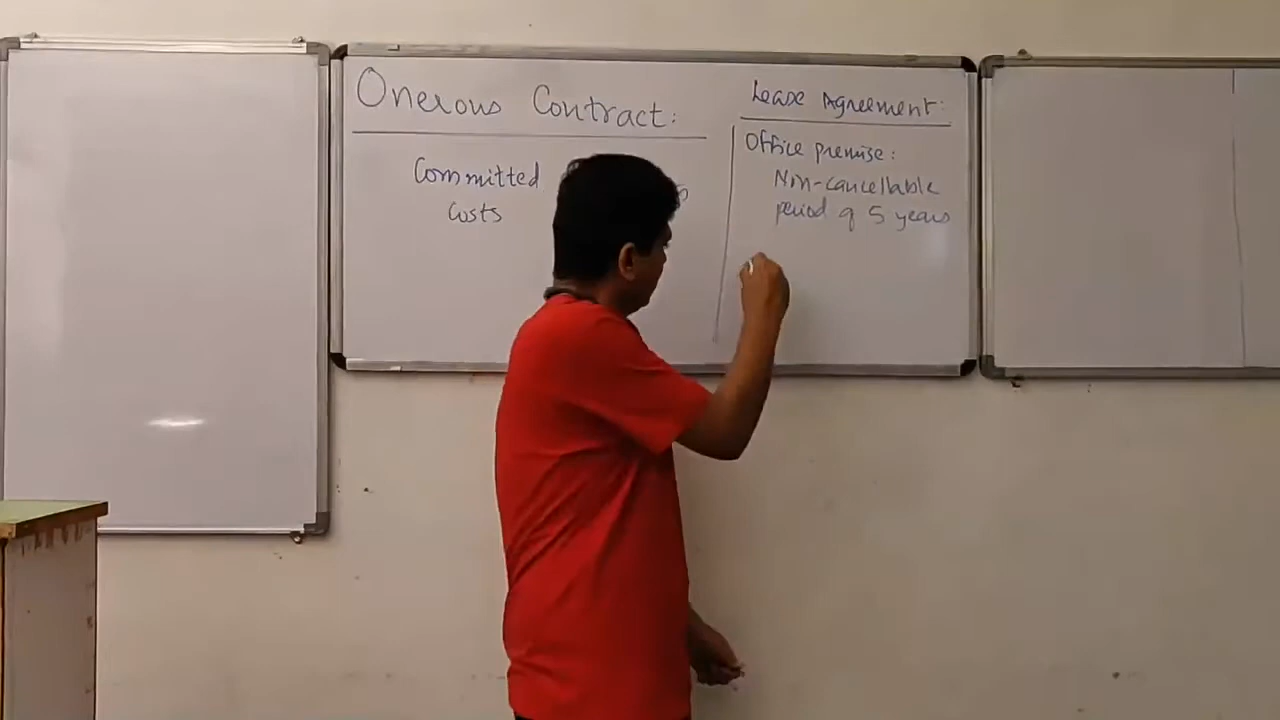 Onerous Contract:
Committed
Costs
Lease Agreement:
Office premise:
Non-cancellable
period of 5 years